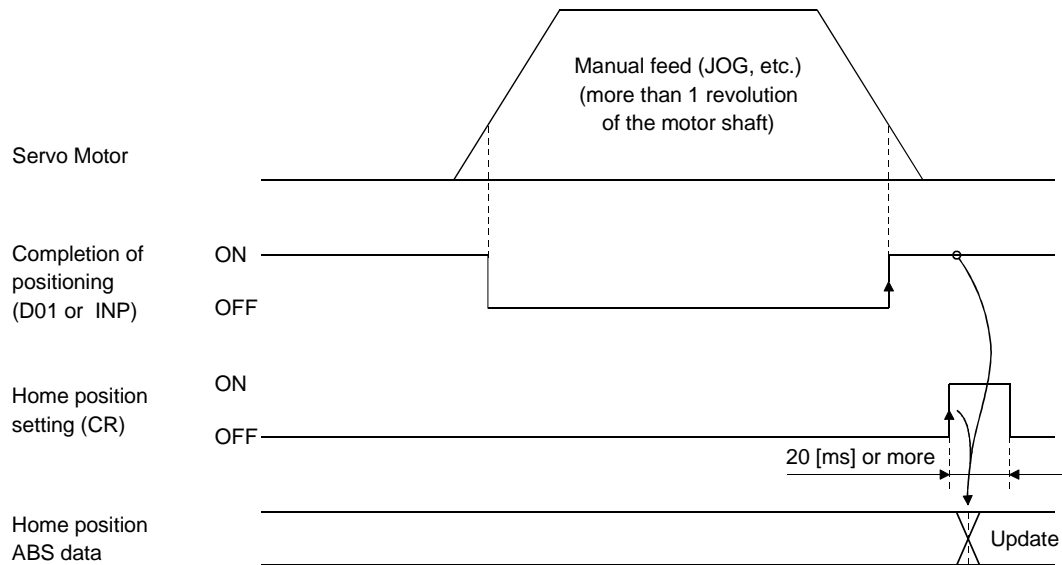 Manual feed (JOG, etc.)
(more than 1 revolution
of the motor shaft)
Servo Motor
Completion of
positioning
(D01 or INP)
ON
OFF
Home position
setting (CR)
ON
OFF
20 [ms] or more
Home position
ABS data
Update